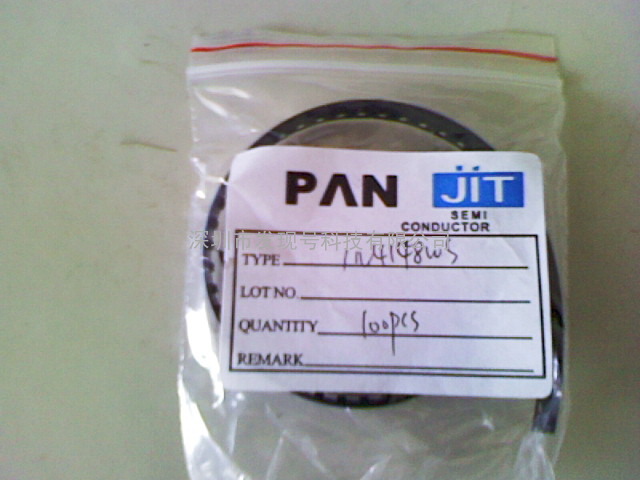 PAN JIT
SEMI
CONDUCTOR
深圳市发现号科技有限公司
TYPE 1N4148WS
LOT NO.
QUANTITY 100pcs
REMARK